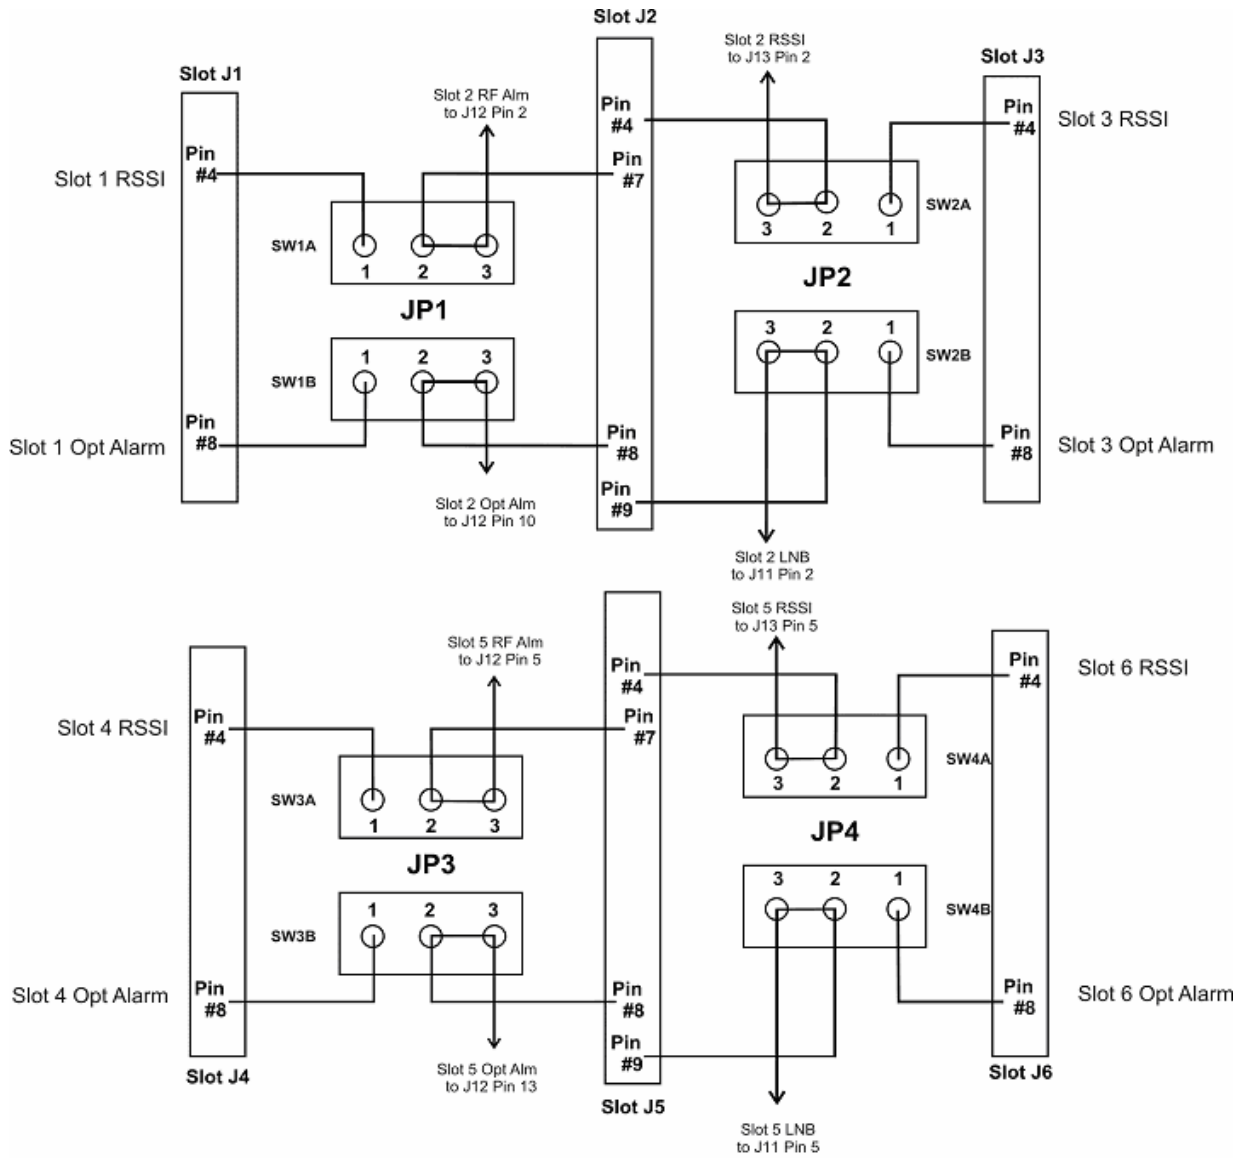 Slot J2
Slot 2 RSSI
to J13 Pin 2
Slot J3
Slot J1
Slot 2 RF Alm
to J12 Pin 2
Pin
#4
Pin
#4
Slot 3 RSSI
Pin
#4
Slot 1 RSSI
Pin
#7
SW1A
1 2 3
SW2A
3 2 1
JP1
JP2
SW1B
1 2 3
SW2B
3 2 1
Pin
#8
Slot 1 Opt Alarm
Pin
#8
Pin
#8
Slot 3 Opt Alarm
Pin
#9
Slot 2 Opt Alm
to J12 Pin 10
Slot 2 LNB
to J11 Pin 2
Slot 5 RSSI
to J13 Pin 5
Slot 5 RF Alm
to J12 Pin 5
Pin
#4
Pin
#4
Slot 6 RSSI
Slot 4 RSSI
Pin
#4
Pin
#7
SW4A
3 2 1
SW3A
1 2 3
JP3
JP4
3 2 1
SW4B
1 2 3
SW3B
Slot 4 Opt Alarm
Pin
#8
Pin
#8
Pin
#8
Slot 6 Opt Alarm
Pin
#9
Slot J4
Slot 5 Opt Alm
to J12 Pin 13
Slot J6
Slot J5
Slot 5 LNB
to J11 Pin 5